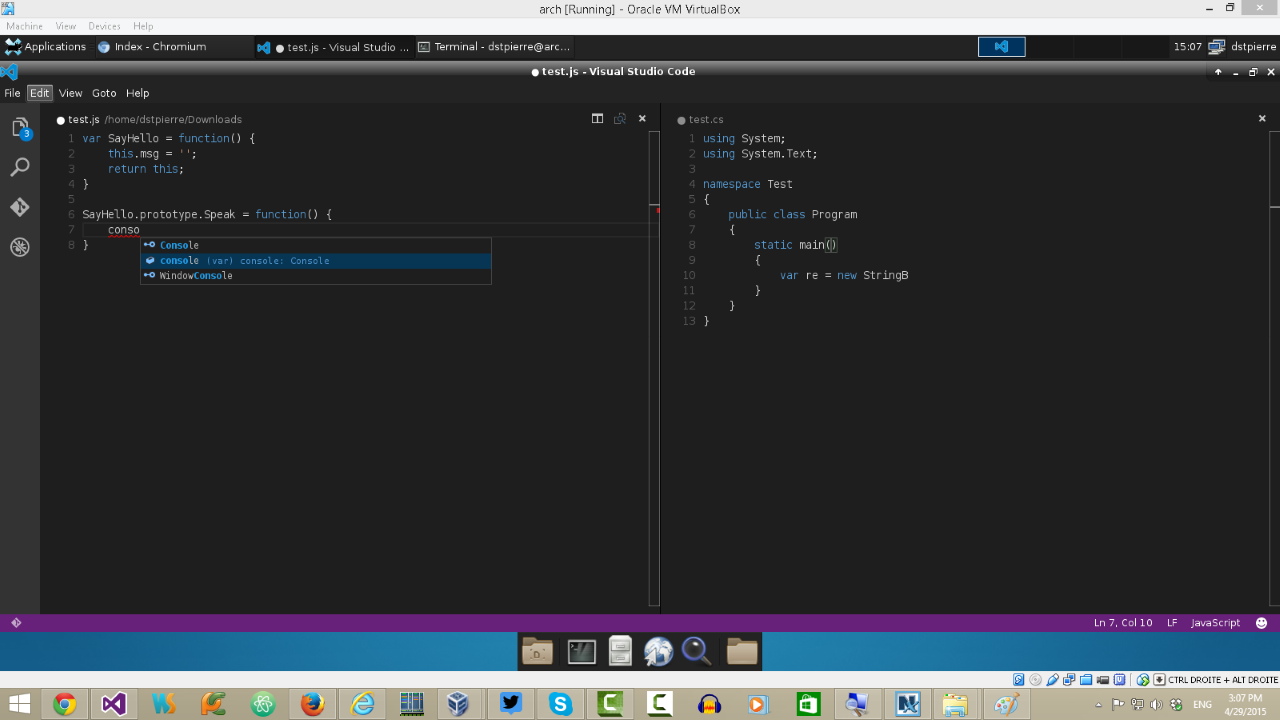 arch [Running] - Oracle VM VirtualBox
Machine View Devices Help
Applications Index - Chromium test.js - Visual Studio ... Terminal - dstpierre@arc... 15:07 dstpierre
test.js - Visual Studio Code
File Edit View Goto Help
test.js /home/dstpierre/Downloads
1 var SayHello = function() {
2 this.msg = '';
3 return this;
4 }
5
6 SayHello.prototype.Speak = function() {
7 conso
8 }
Console
console (var) console: Console
WindowConsole
3
test.cs
1 using System;
2 using System.Text;
3
4 namespace Test
5 {
6 public class Program
7 {
8 static main()
9 {
10 var re = new StringB
11 }
12 }
13 }
Ln 7, Col 10 LF JavaScript
CTRL DROITE + ALT DROITE
ENG
3:07 PM
4/29/2015